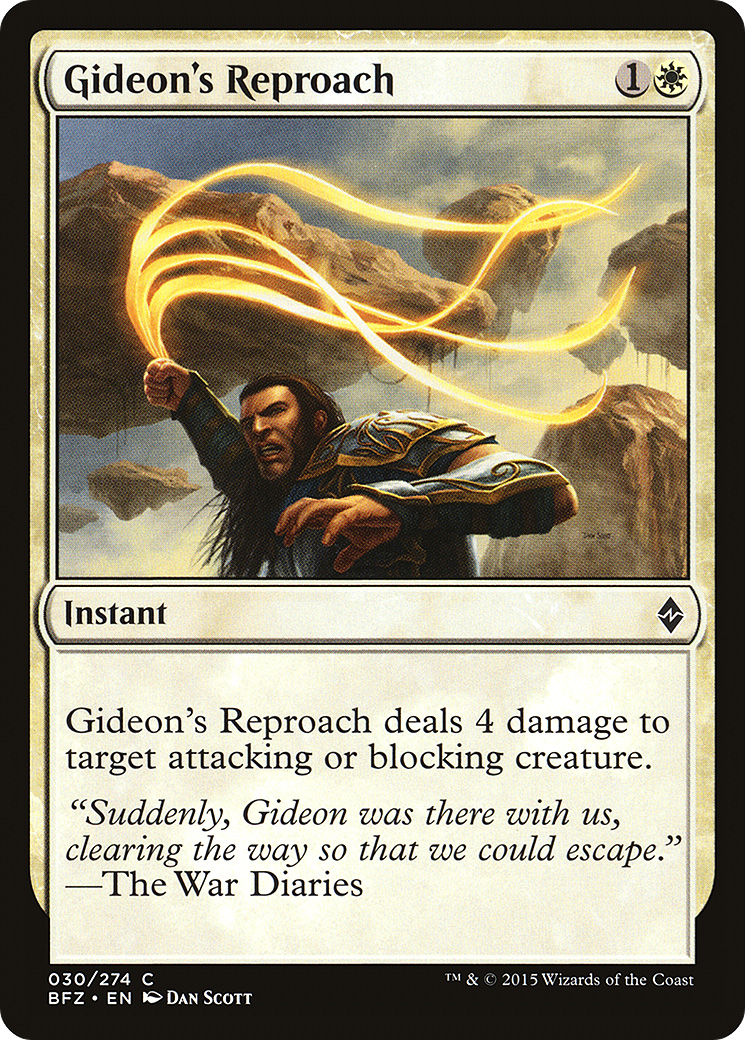 Gideon's Reproach 1
Dan Scott
Instant
Gideon's Reproach deals 4 damage to
target attacking or blocking creature.
"Suddenly, Gideon was there with us,
clearing the way so that we could escape."
—The War Diaries
030/274 C
BFZ • EN Dan Scott
™ & © 2015 Wizards of the Coast